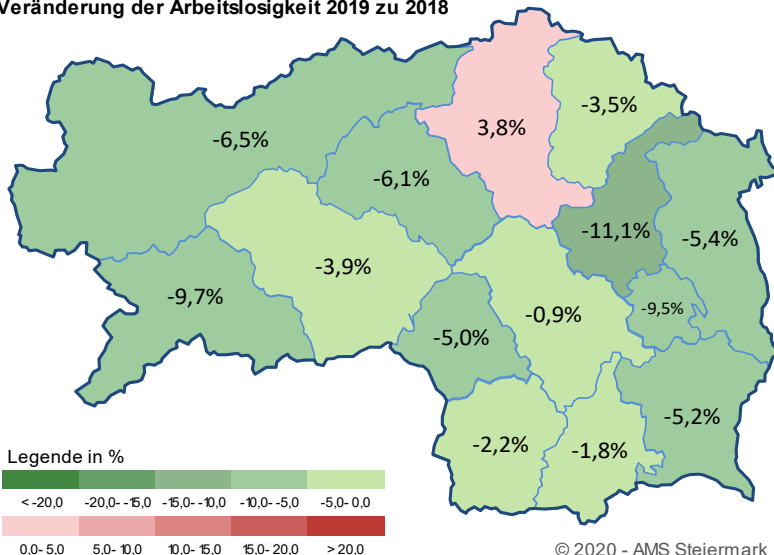 Veränderung der Arbeitslosigkeit 2019 zu 2018
3,8%
-3,5%
-6,5%
-6,1%
-11,1%
-5,4%
-3,9%
-9,7%
-0,9%
-9,5%
-5,0%
-5,2%
-2,2%
-1,8%
Legende in %
< -20,0 -20,0- -15,0 -15,0- -10,0 -10,0- -5,0 -5,0- 0,0
0,0- 5,0 5,0- 10,0 10,0- 15,0 15,0- 20,0 > 20,0
© 2020 - AMS Steiermark